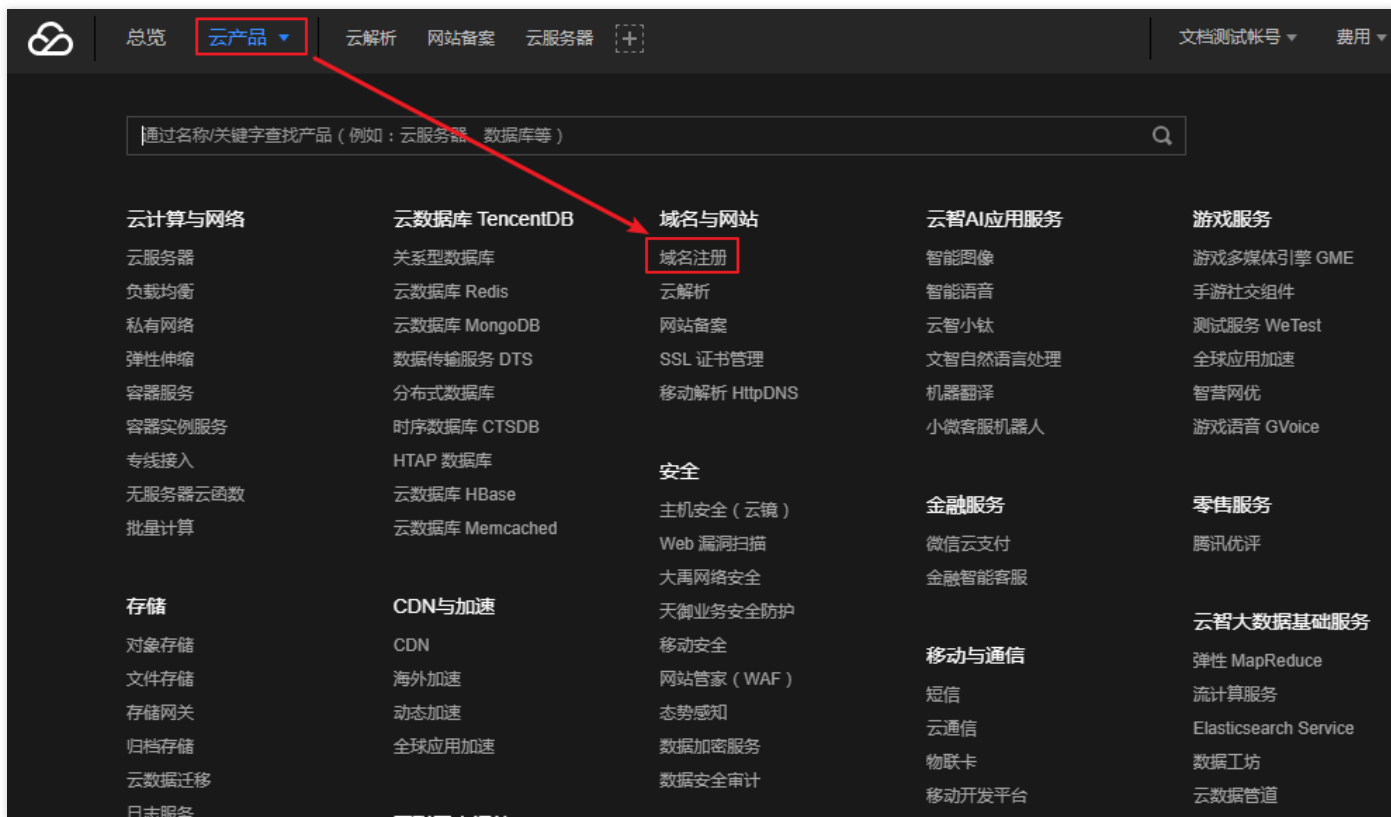 总览 云产品 云解析 网站备案 云服务器 文档测试帐号 费用
通过名称/关键字查找产品（例如：云服务器、数据库等）
云计算与网络
云服务器
负载均衡
私有网络
弹性伸缩
容器服务
容器实例服务
专线接入
无服务器云函数
批量计算
存储
对象存储
文件存储
存储网关
归档存储
云数据迁移
日志服务
云数据库 TencentDB
关系型数据库
云数据库 Redis
云数据库 MongoDB
数据传输服务 DTS
分布式数据库
时序数据库 CTSDB
HTAP 数据库
云数据库 HBase
云数据库 Memcached
CDN与加速
CDN
海外加速
动态加速
全球应用加速
域名与网站
域名注册
云解析
网站备案
SSL 证书管理
移动解析 HttpDNS
安全
主机安全（云镜）
Web 漏洞扫描
大禹网络安全
天御业务安全防护
移动安全
网站管家（WAF）
态势感知
数据加密服务
数据安全审计
云智AI应用服务
智能图像
智能语音
云智小钛
文智自然语言处理
机器翻译
小微客服机器人
金融服务
微信云支付
金融智能客服
移动与通信
短信
云通信
物联卡
移动开发平台
游戏服务
游戏多媒体引擎 GME
手游社交组件
测试服务 WeTest
全球应用加速
智营网优
游戏语音 GVoice
零售服务
腾讯优评
云智大数据基础服务
弹性 MapReduce
流计算服务
Elasticsearch Service
数据工坊
云数据管道